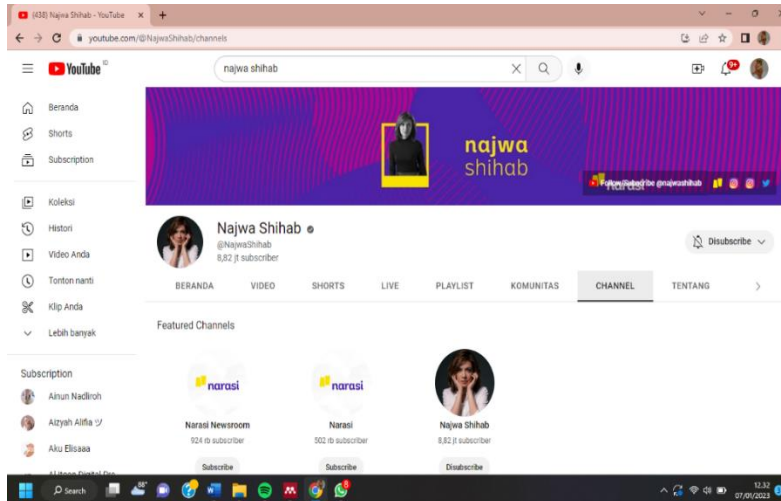 (438) Najwa Shihab - YouTube
youtube.com/@NajwaShihab/channels
YouTube ID
najwa shihab
9+
Beranda
Shorts
Subscription
Koleksi
Histori
Video Anda
Tonton nanti
Klip Anda
Lebih banyak
Subscription
Ainun Nadliroh
Aizyah Alifia ツ
Aku Elisaaa
najwa
shihab
@najwashihab
Najwa Shihab
@NajwaShihab
8,82 jt subscriber
Disubscribe
BERANDA VIDEO SHORTS LIVE PLAYLIST KOMUNITAS CHANNEL TENTANG
Featured Channels
narasi
Narasi Newsroom
924 rb subscriber
Subscribe
narasi
Narasi
502 rb subscriber
Subscribe
Najwa Shihab
8,82 jt subscriber
Disubscribe
Search
88°
12.32
07/01/2023